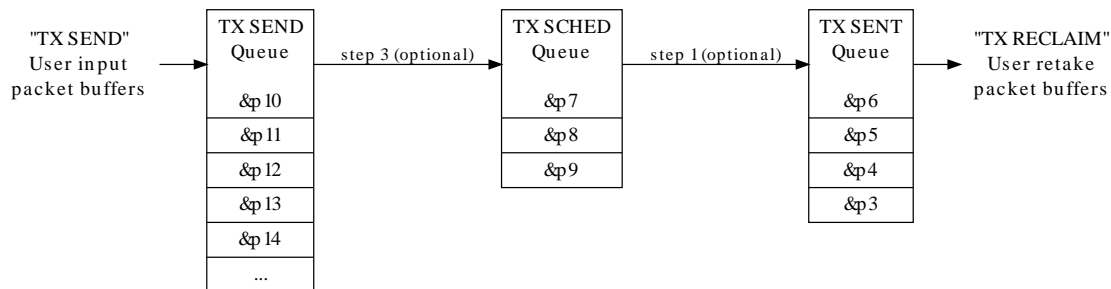 "TX SEND"
User input
packet buffers
TX SEND
Queue
&p10
&p11
&p12
&p13
&p14
...
step 3 (optional)
TX SCHED
Queue
&p7
&p8
&p9
step 1 (optional)
TX SENT
Queue
&p6
&p5
&p4
&p3
"TX RECLAIM"
User retake
packet buffers